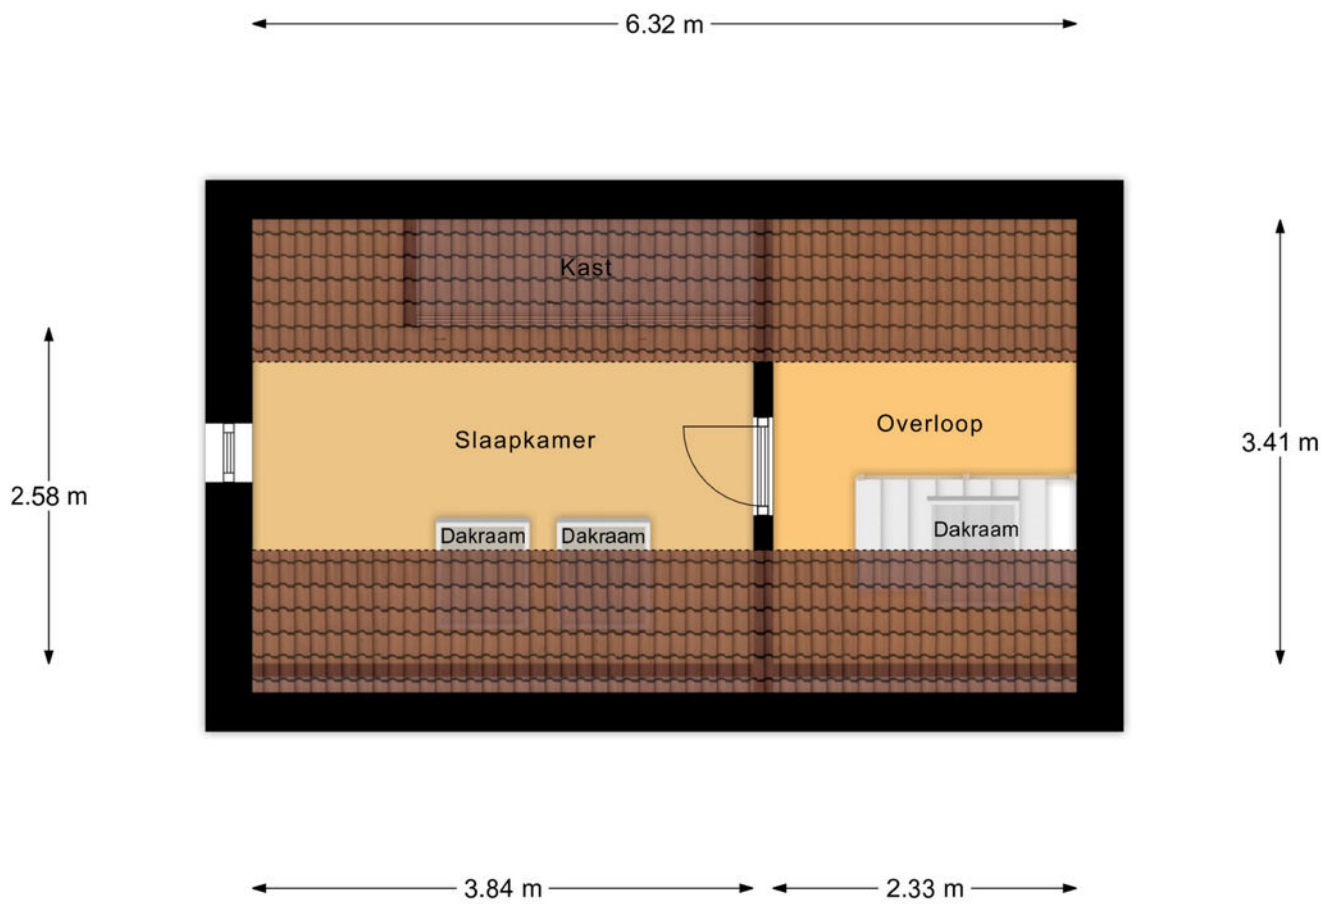 6.32 m
Kast
Slaapkamer
Overloop
3.41 m
2.58 m
Dakraam
Dakraam
Dakraam
3.84 m
2.33 m